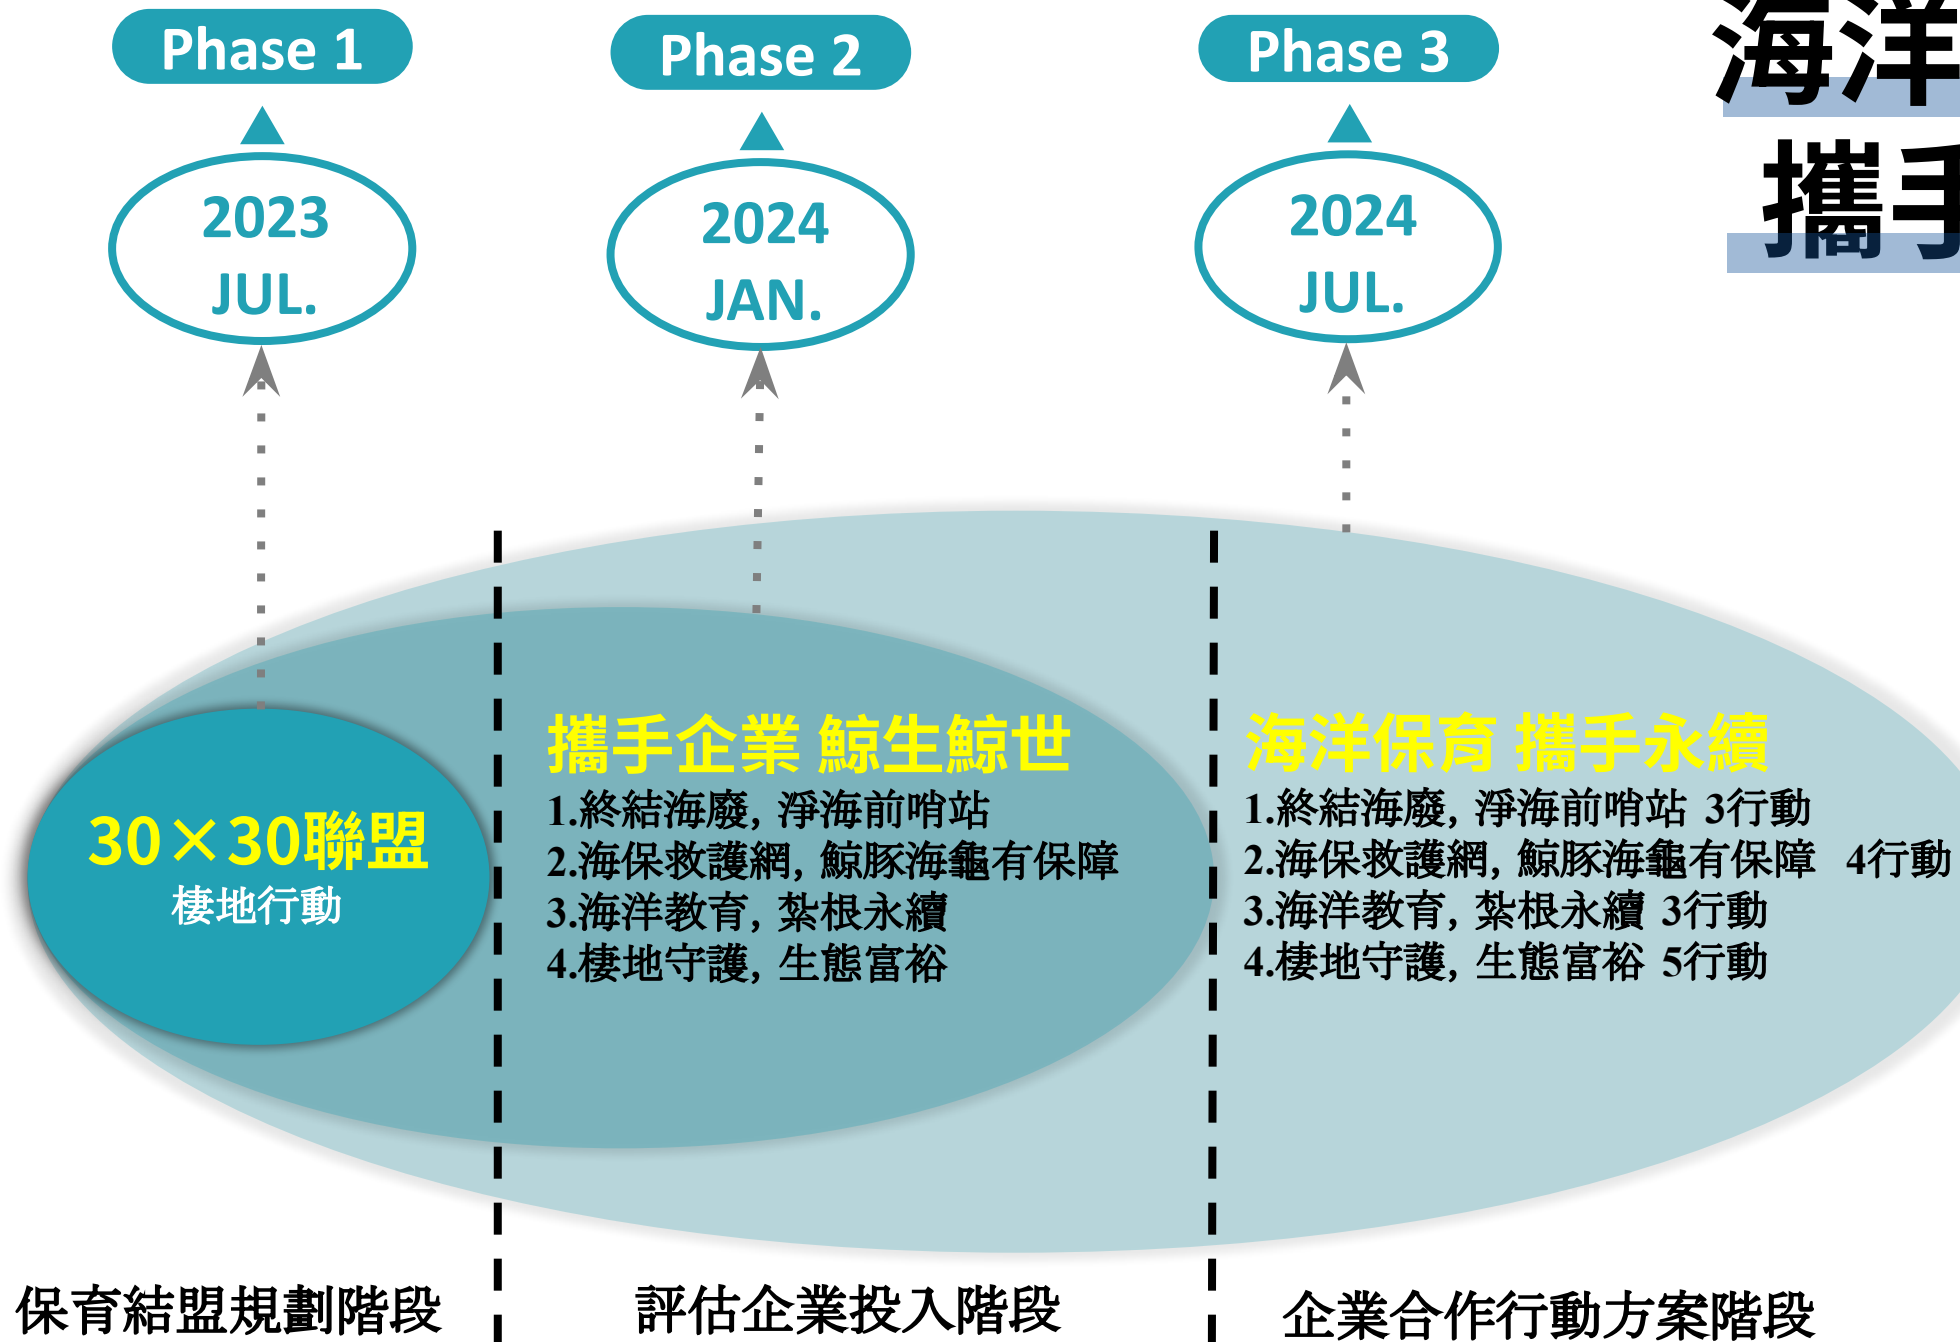 Phase 1
Phase 2
Phase 3
海洋
攜手
2023
JUL.
2024
JAN.
2024
JUL.
30×30聯盟
棲地行動
攜手企業 鯨生鯨世
1.終結海廢, 淨海前哨站
2.海保救護網, 鯨豚海龜有保障
3.海洋教育, 紮根永續
4.棲地守護, 生態富裕
海洋保育 攜手永續
1.終結海廢, 淨海前哨站 3行動
2.海保救護網, 鯨豚海龜有保障 4行動
3.海洋教育, 紮根永續 3行動
4.棲地守護, 生態富裕 5行動
保育結盟規劃階段
評估企業投入階段
企業合作行動方案階段